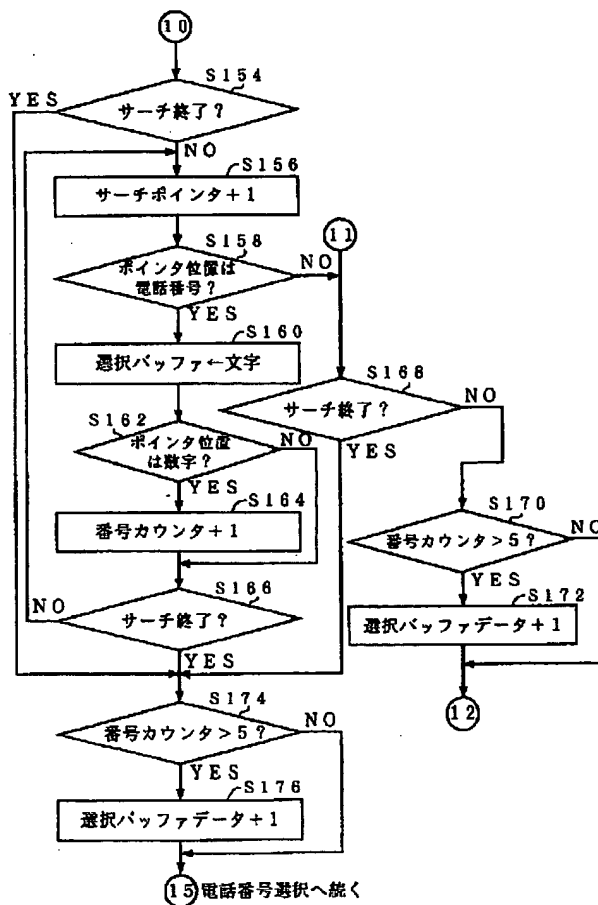 10
S154
YES
サーチ終了?
NO
S156
サーチポインタ+1
S158
11
ポインタ位置は
電話番号?
NO
YES
S160
選択バッファ←文字
S168
サーチ終了?
NO
YES
S162
ポインタ位置
は数字?
NO
YES
S164
番号カウンタ+1
S170
番号カウンタ>5?
NO
YES
S166
NO
サーチ終了?
YES
S172
選択バッファデータ+1
12
S174
番号カウンタ>5?
NO
YES
S176
選択バッファデータ+1
15 電話番号選択へ続く